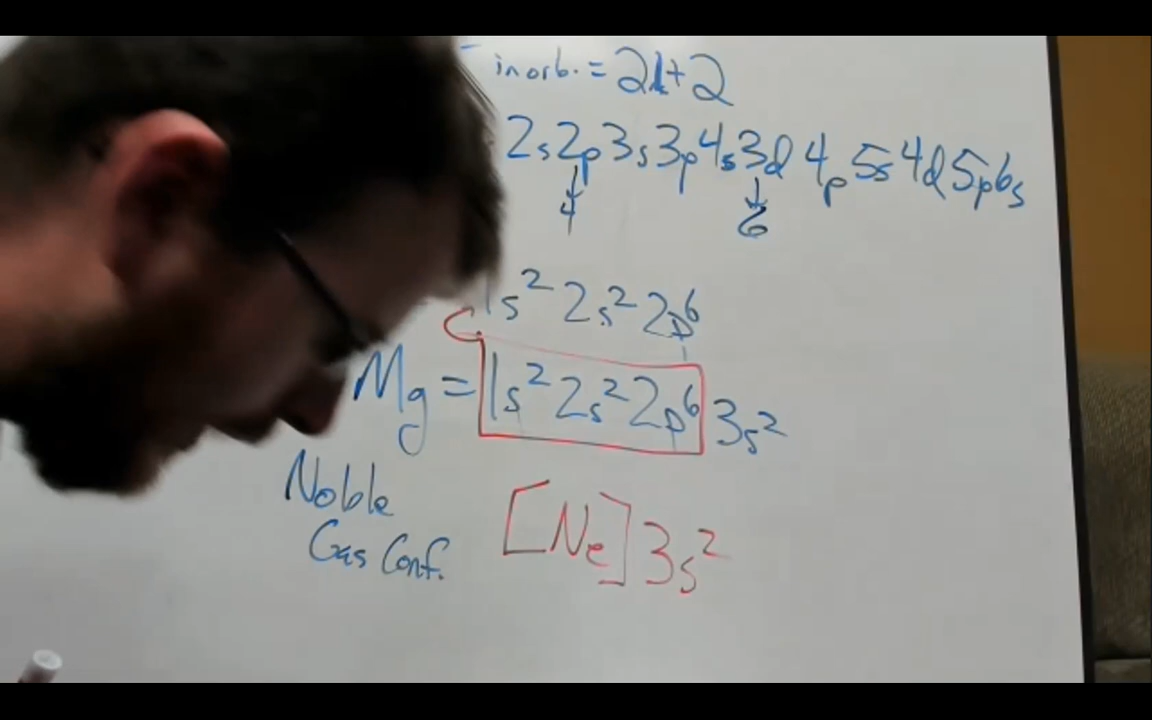 in orb. = 2l+2
2s 2p 3s 3p 4s 3d 4p 5s 4d 5p 6s
4 6
1s² 2s² 2p⁶
Mg = 1s² 2s² 2p⁶ 3s²
Noble
Gas Conf.
[Ne] 3s²